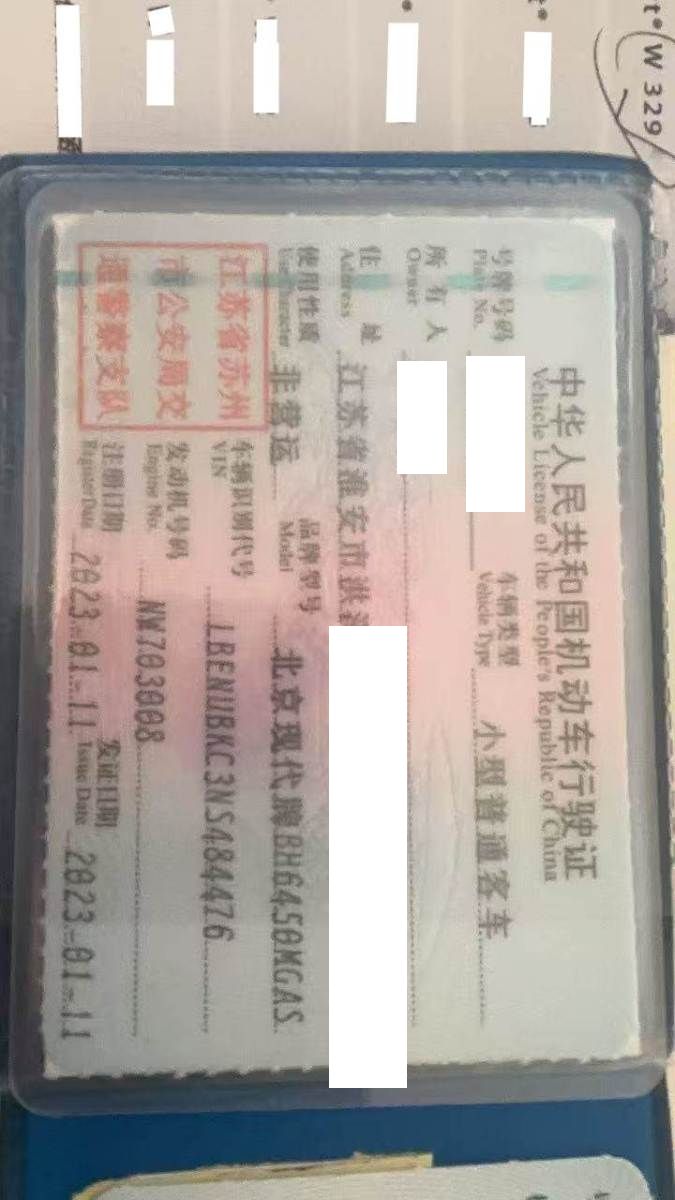 t* W 329
中华人民共和国机动车行驶证
Vehicle License of the People's Republic of China
号牌号码
Plate No.
车辆类型 小型普通客车
Vehicle Type
所有人
Owner
住址 江苏省淮安市洪
Address
使用性质 非营运
Use Character
品牌型号 北京现代牌BH6450MGAS
Model
江苏省苏州
市公安局交
通警察支队
车辆识别代号 LBENUBKC3NS484476
VIN
发动机号码 NW703008
Engine No.
注册日期 2023-01-11
Register Date
发证日期 2023-01-11
Issue Date